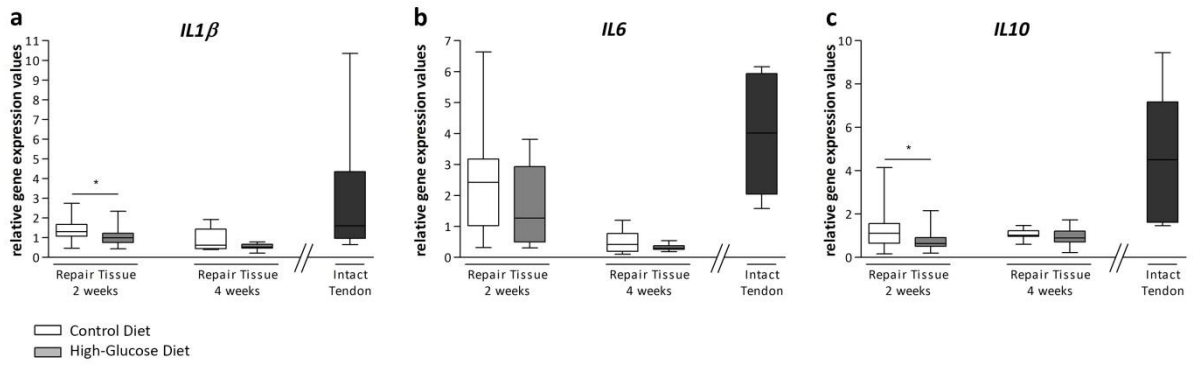 a
IL1β
relative gene expression values
11
10
9
8
7
6
5
4
3
2
1
0
*
Repair Tissue
2 weeks
Repair Tissue
4 weeks
Intact
Tendon
b
IL6
relative gene expression values
7
6
5
4
3
2
1
0
Repair Tissue
2 weeks
Repair Tissue
4 weeks
Intact
Tendon
c
IL10
relative gene expression values
10
8
6
4
2
0
*
Repair Tissue
2 weeks
Repair Tissue
4 weeks
Intact
Tendon
Control Diet
High-Glucose Diet